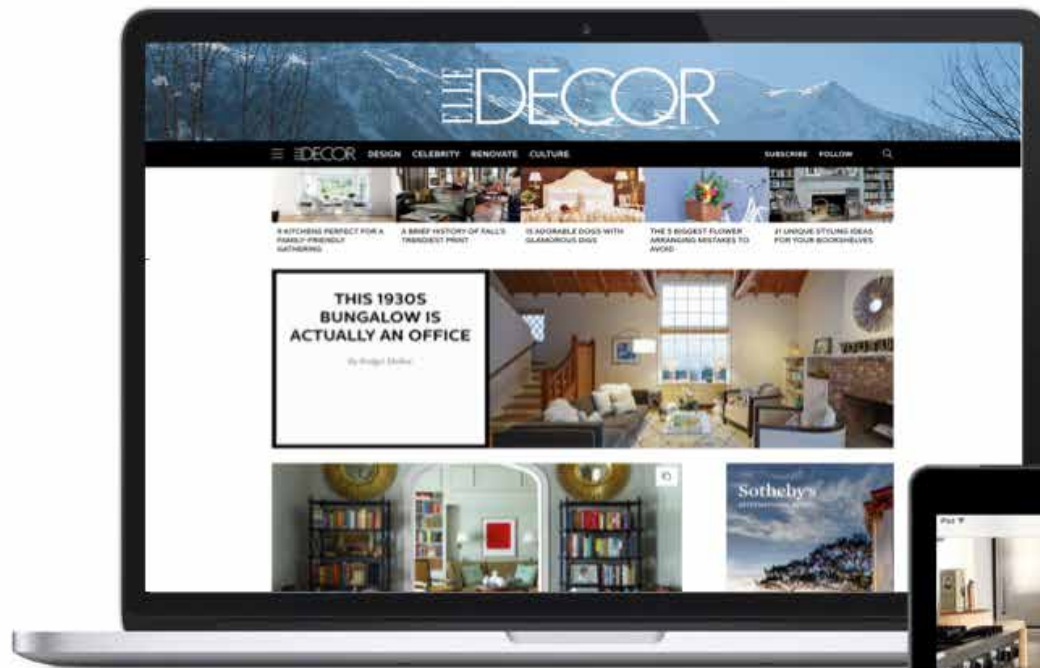 ELLE DECOR
ELLE DECOR DESIGN CELEBRITY RENOVATE CULTURE SUBSCRIBE FOLLOW
9 KITCHENS PERFECT FOR A
FAMILY-FRIENDLY
GATHERING
A BRIEF HISTORY OF FALL'S
TRENDIEST PRINT
15 ADORABLE DOGS WITH
GLAMOROUS DIGS
THE 5 BIGGEST FLOWER
ARRANGING MISTAKES TO
AVOID
21 UNIQUE STYLING IDEAS
FOR YOUR BOOKSHELVES
THIS 1930S
BUNGALOW IS
ACTUALLY AN OFFICE
By
Sotheby's
iPad